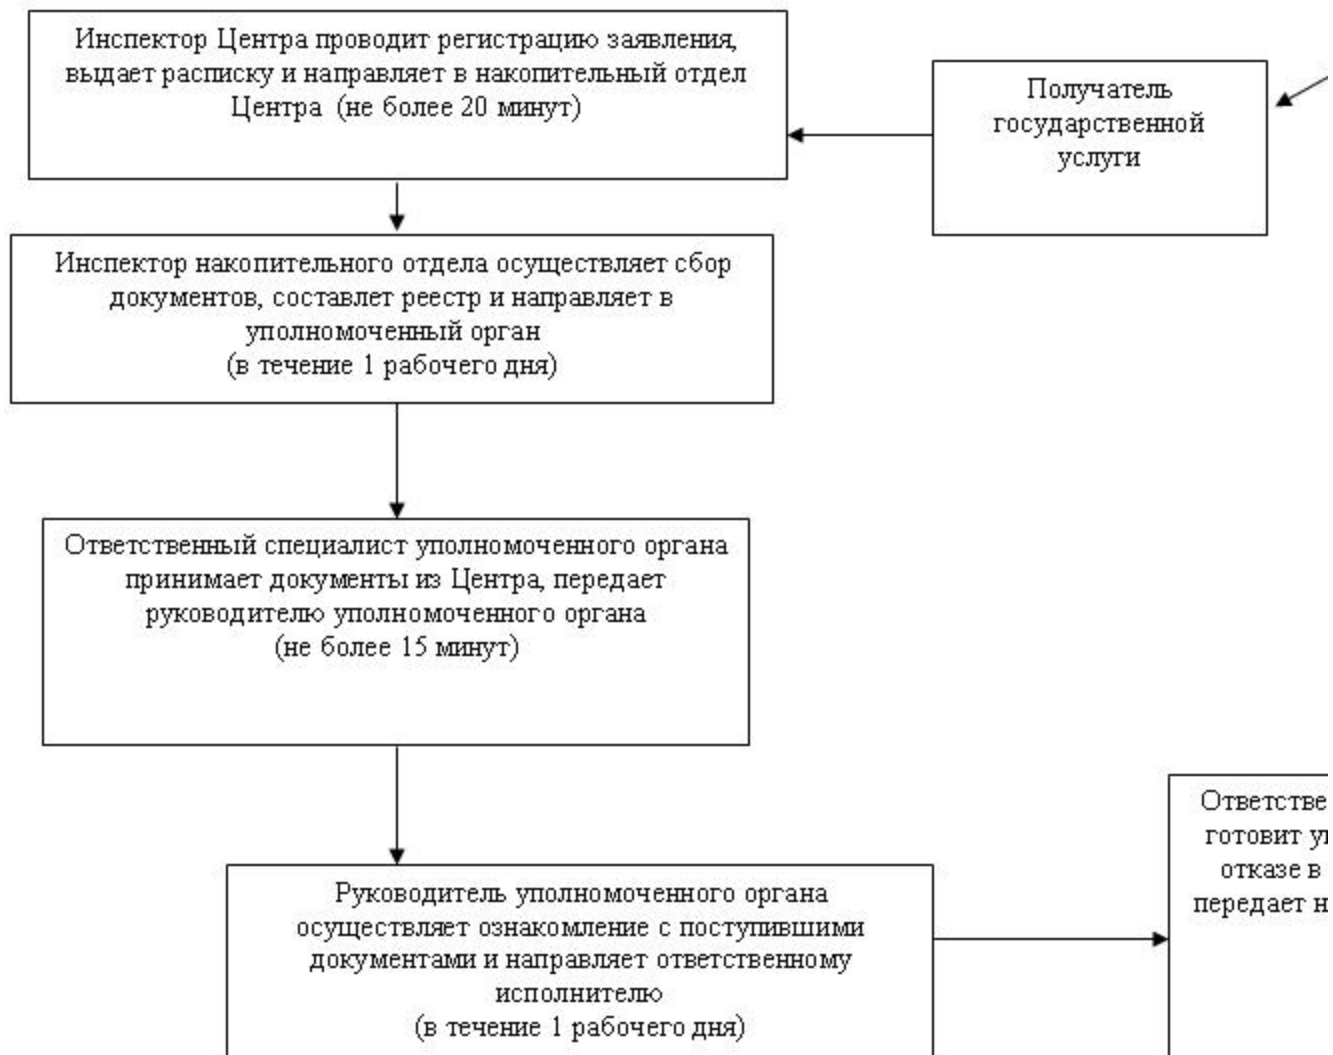 Инспектор Центра проводит регистрацию заявления,
выдает расписку и направляет в накопительный отдел
Центра (не более 20 минут)
Получатель
государственной
услуги
Инспектор накопительного отдела осуществляет сбор
документов, составлет реестр и направляет в
уполномоченный орган
(в течение 1 рабочего дня)
Ответственный специалист уполномоченного органа
принимает документы из Центра, передает
руководителю уполномоченного органа
(не более 15 минут)
Руководитель уполномоченного органа
осуществляет ознакомление с поступившими
документами и направляет ответственному
исполнителю
(в течение 1 рабочего дня)
готовит
отказе в
передает